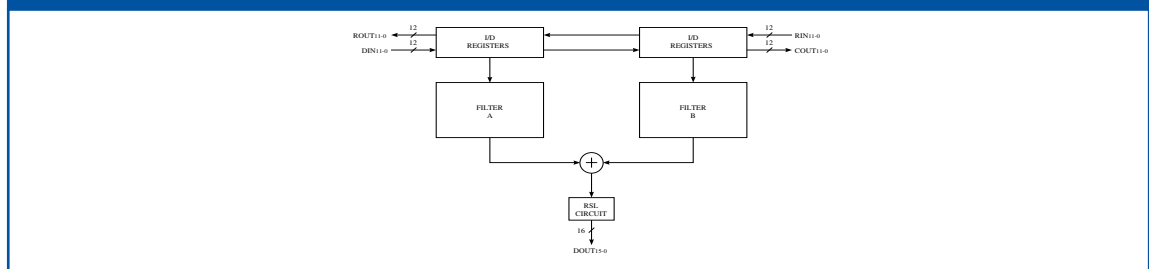 12
ROUT11-0
12
DIN11-0
I/D
REGISTERS
I/D
REGISTERS
12
RIN11-0
12
COUT11-0
FILTER
A
FILTER
B
+
RSL
CIRCUIT
16
DOUT15-0